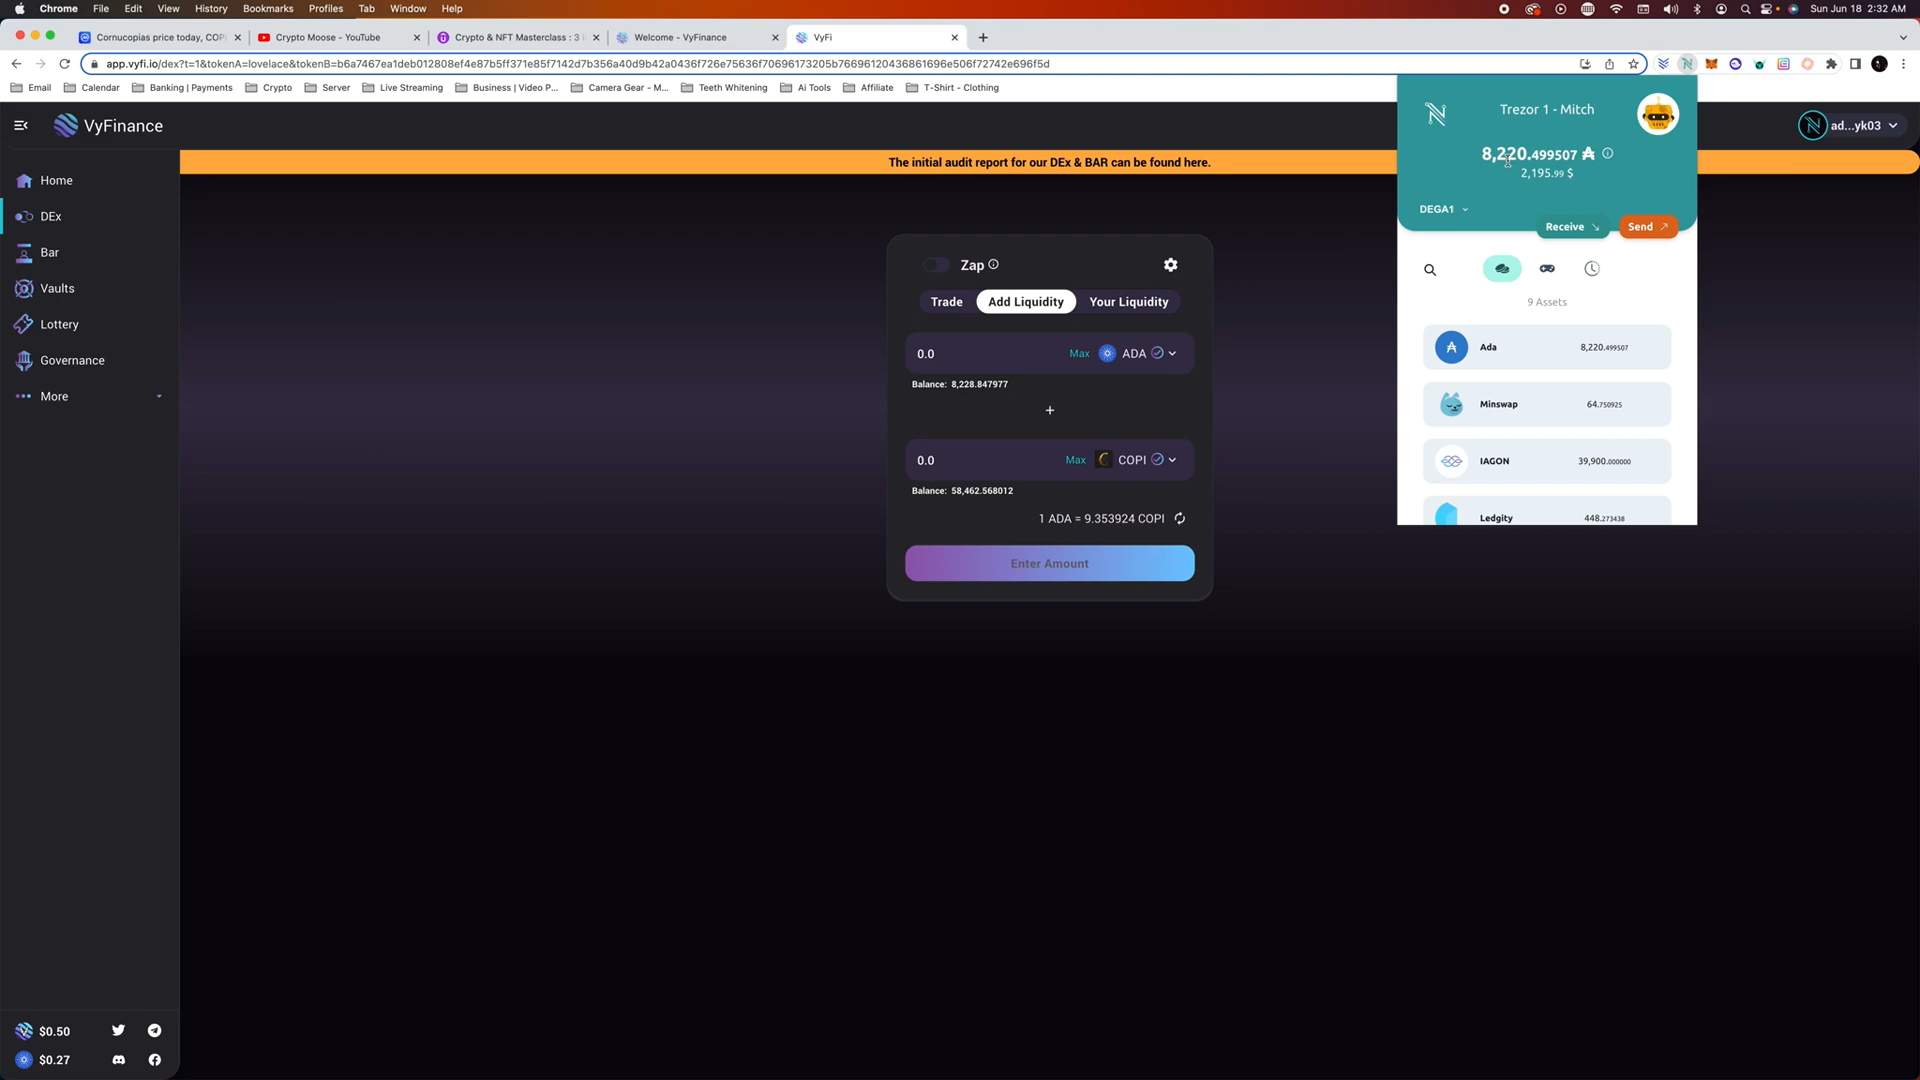 Chrome File Edit View History Bookmarks Profiles Tab Window Help Sun Jun 18 2:32 AM
Cornucopias price today, COPI Crypto Moose - YouTube Crypto & NFT Masterclass : 3 i Welcome - VyFinance VyFi
app.vyfi.io/dex?t=1&tokenA=lovelace&tokenB=b6a7467ea1deb012808ef4e87b5ff371e85f7142d7b356a40d9b42a0436f726e75636f70696173205b76696120436861696e506f72742e696f5d
Email Calendar Banking | Payments Crypto Server Live Streaming Business | Video P... Camera Gear - M... Teeth Whitening Ai Tools Affiliate T-Shirt - Clothing
VyFinance
ad...yk03
The initial audit report for our DEx & BAR can be found here.
Home
DEx
Bar
Vaults
Lottery
Governance
More
$0.50
$0.27
Zap
Trade Add Liquidity Your Liquidity
0.0 Max ADA
Balance: 8,228.847977
+
0.0 Max COPI
Balance: 58,462.568012
1 ADA = 9.353924 COPI
Enter Amount
Trezor 1 - Mitch
8,220.499507 ₳
2,195.99 $
DEGA1
Receive Send
9 Assets
Ada 8,220.499507
Minswap 64.750925
IAGON 39,900.000000
Ledgity 448.273438